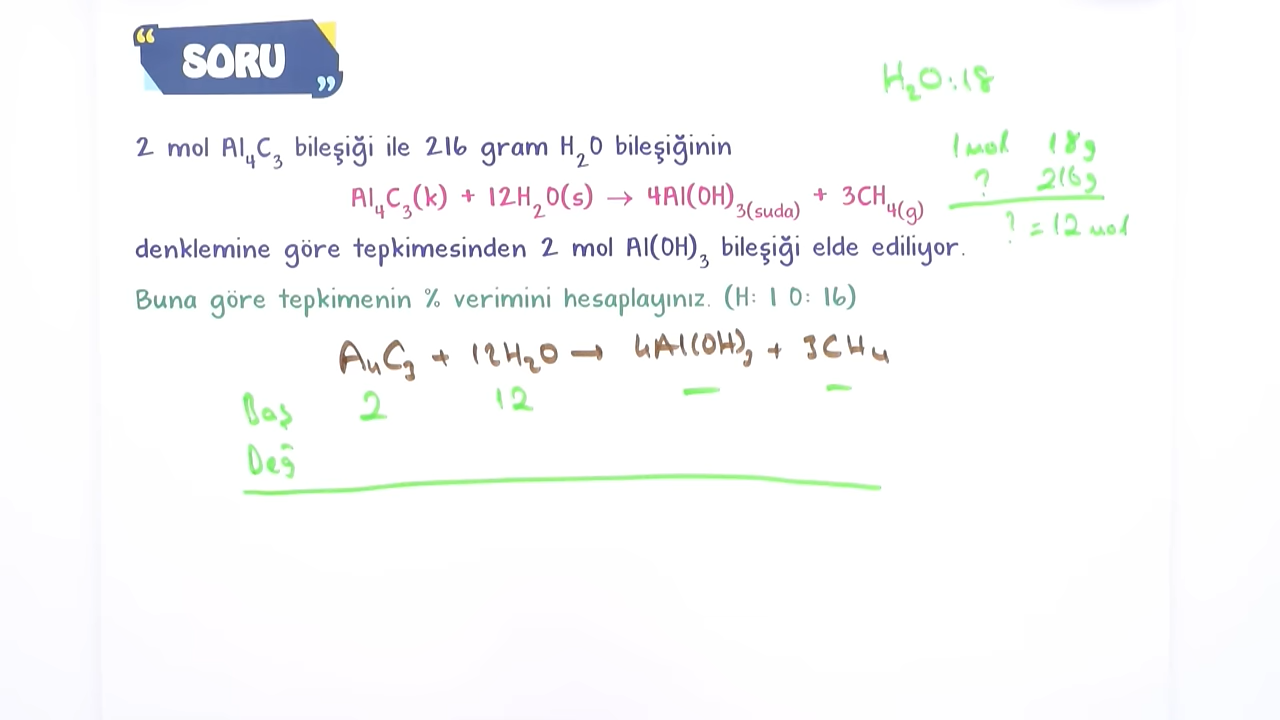 SORU
H₂O:18
2 mol Al₄C₃ bileşiği ile 216 gram H₂O bileşiğinin
1 mol 18g
? 216g
Al₄C₃(k) + 12H₂O(s) → 4Al(OH)₃(suda) + 3CH₄(g)
? = 12 mol
denklemine göre tepkimesinden 2 mol Al(OH)₃ bileşiği elde ediliyor.
Buna göre tepkimenin % verimini hesaplayınız. (H: 1 O: 16)
A₄C₃ + 12H₂O → 4Al(OH)₃ + 3CH₄
Baş 2 12 — —
Değ